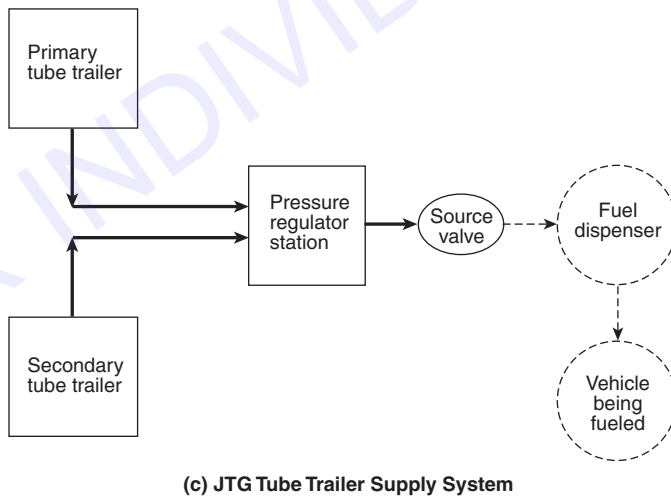 Primary
tube trailer
Pressure
regulator
station
Source
valve
Fuel
dispenser
Secondary
tube trailer
Vehicle
being
fueled
(c) JTG Tube Trailer Supply System